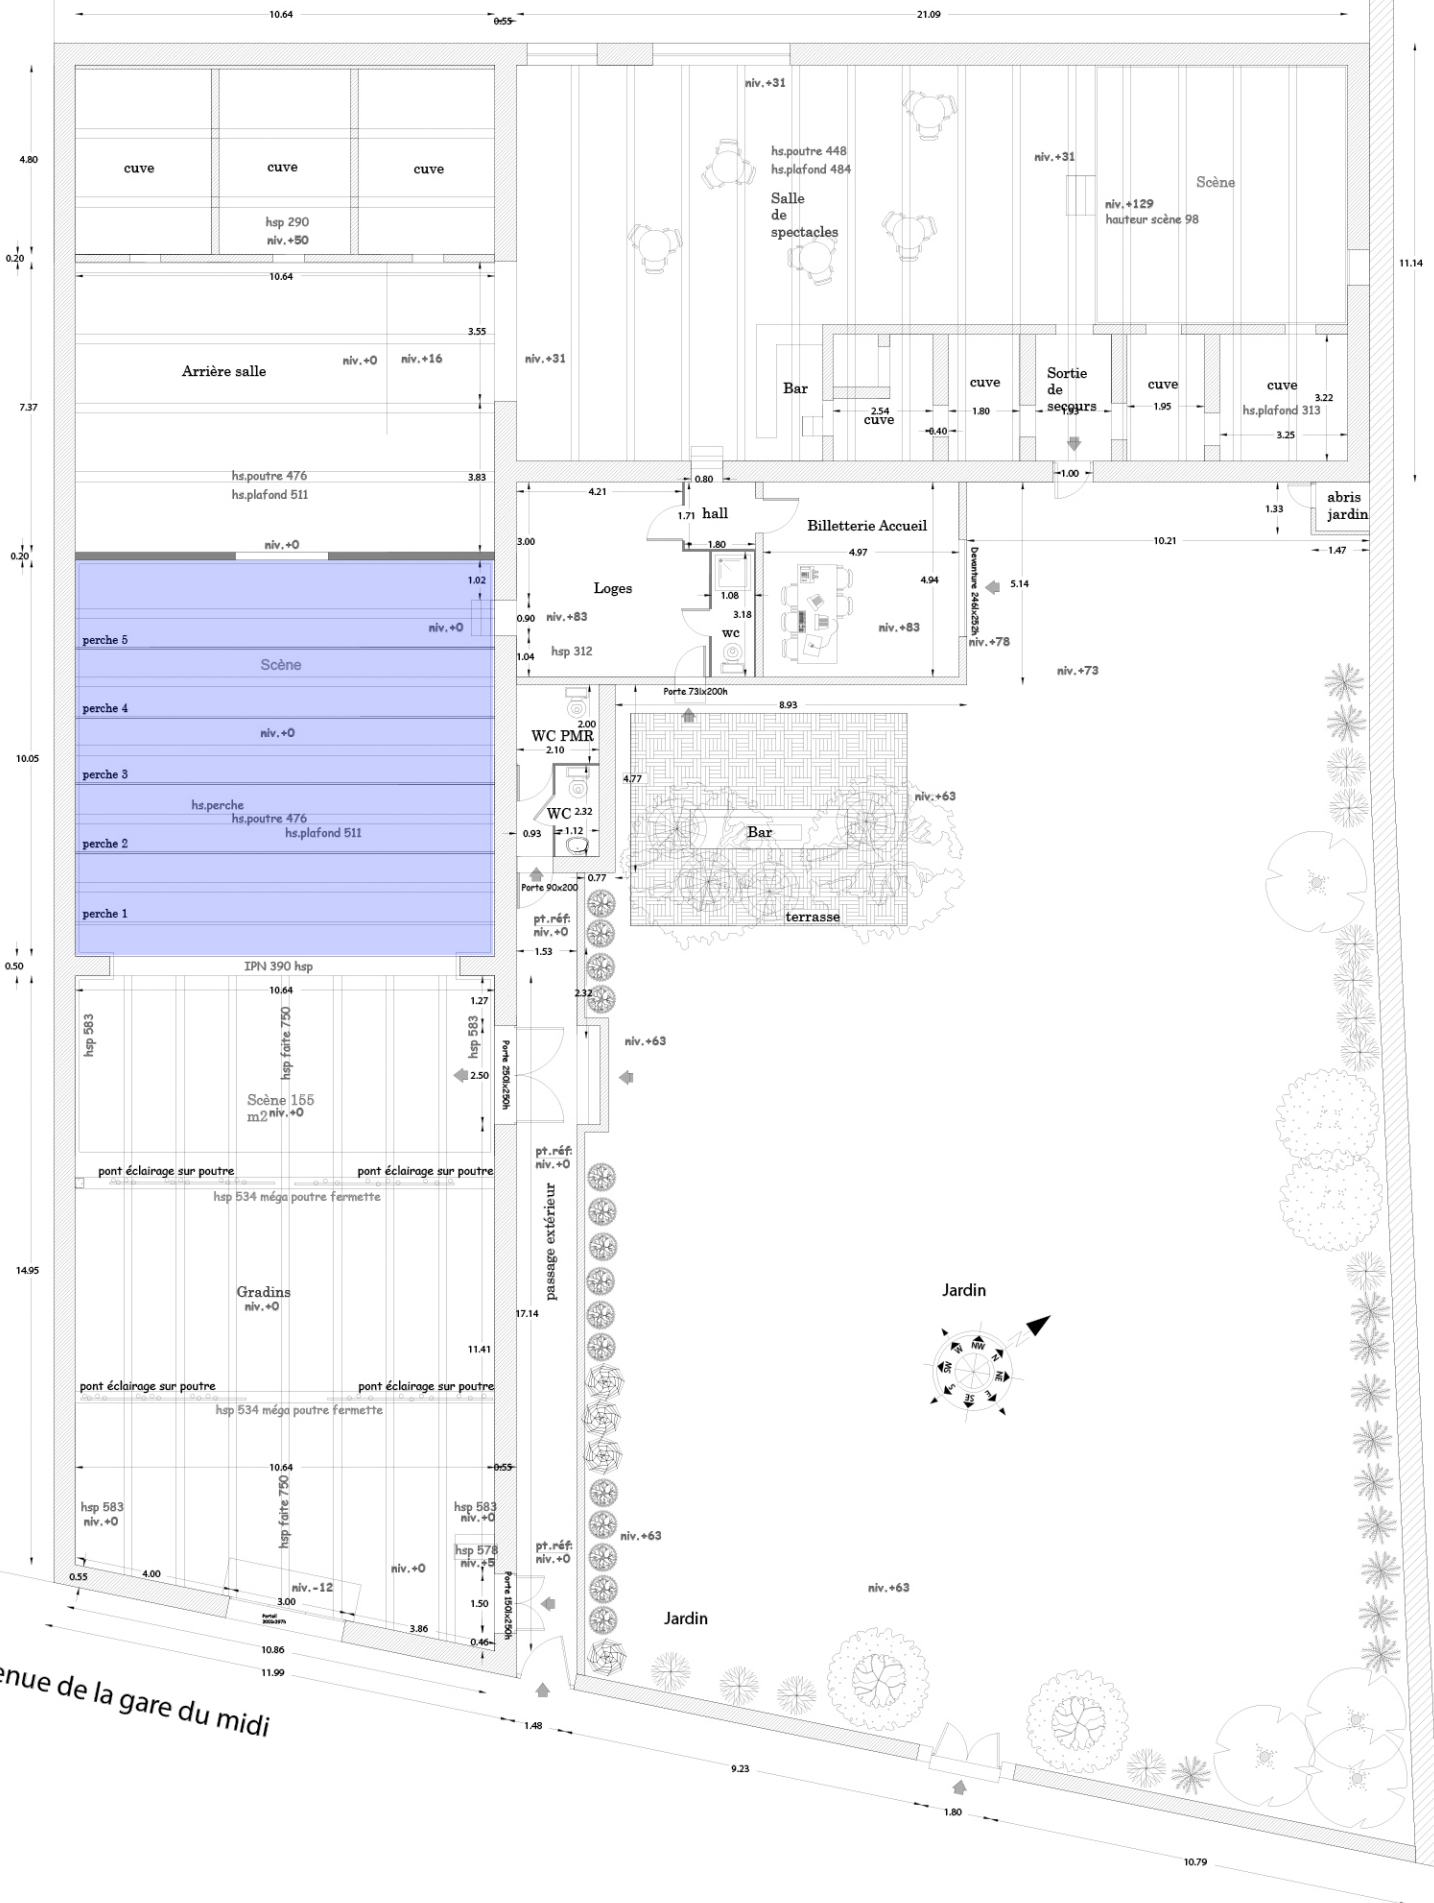 10.64
0.55
21.09
niv.+31
4.80
cuve
cuve
cuve
hs.poutre 448
hs.plafond 484
niv.+31
Scène
Salle
de
spectacles
niv.+129
hauteur scène 98
hsp 290
niv.+50
0.20
10.64
11.14
3.55
Arrière salle
niv.+0
niv.+16
niv.+31
7.37
Bar
cuve
Sortie
de
secours
cuve
cuve
hs.plafond 313
3.22
2.54
cuve
0.40
1.80
1.93
1.95
3.25
hs.poutre 476
hs.plafond 511
3.83
4.21
0.80
1.00
1.71
hall
Billetterie Accueil
1.33
abris
jardin
1.47
niv.+0
0.20
3.00
1.80
4.97
10.21
1.02
Loges
1.08
4.94
Devanture 246lx252h
5.14
0.90
niv.+83
3.18
niv.+0
wc
niv.+83
niv.+78
perche 5
1.04
hsp 312
niv.+73
Scène
Porte 73lx200h
perche 4
8.93
niv.+0
2.00
WC PMR
2.10
10.05
perche 3
4.77
niv.+63
hs.perche
hs.poutre 476
hs.plafond 511
WC
2.32
0.93
1.12
Bar
perche 2
0.77
Porte 90x200
perche 1
pt.réf:
niv.+0
terrasse
1.53
0.50
IPN 390 hsp
10.64
1.27
2.32
hsp 583
hsp faite 750
hsp 583
niv.+63
2.50
Porte 250lx250h
Scène 155
m2
niv.+0
pt.réf:
niv.+0
pont éclairage sur poutre
pont éclairage sur poutre
hsp 534 méga poutre fermette
passage extérieur
14.95
Gradins
niv.+0
17.14
11.41
Jardin
NW
N
NE
E
SE
S
SW
W
pont éclairage sur poutre
pont éclairage sur poutre
hsp 534 méga poutre fermette
10.64
0.55
hsp faite 750
hsp 583
niv.+0
hsp 583
niv.+0
niv.+63
pt.réf:
niv.+0
hsp 578
niv.+5
niv.+0
0.55
4.00
niv.-12
3.00
1.50
Porte 150lx250h
niv.+63
Jardin
3.86
0.46
10.86
11.99
enue de la gare du midi
1.48
9.23
1.80
10.79